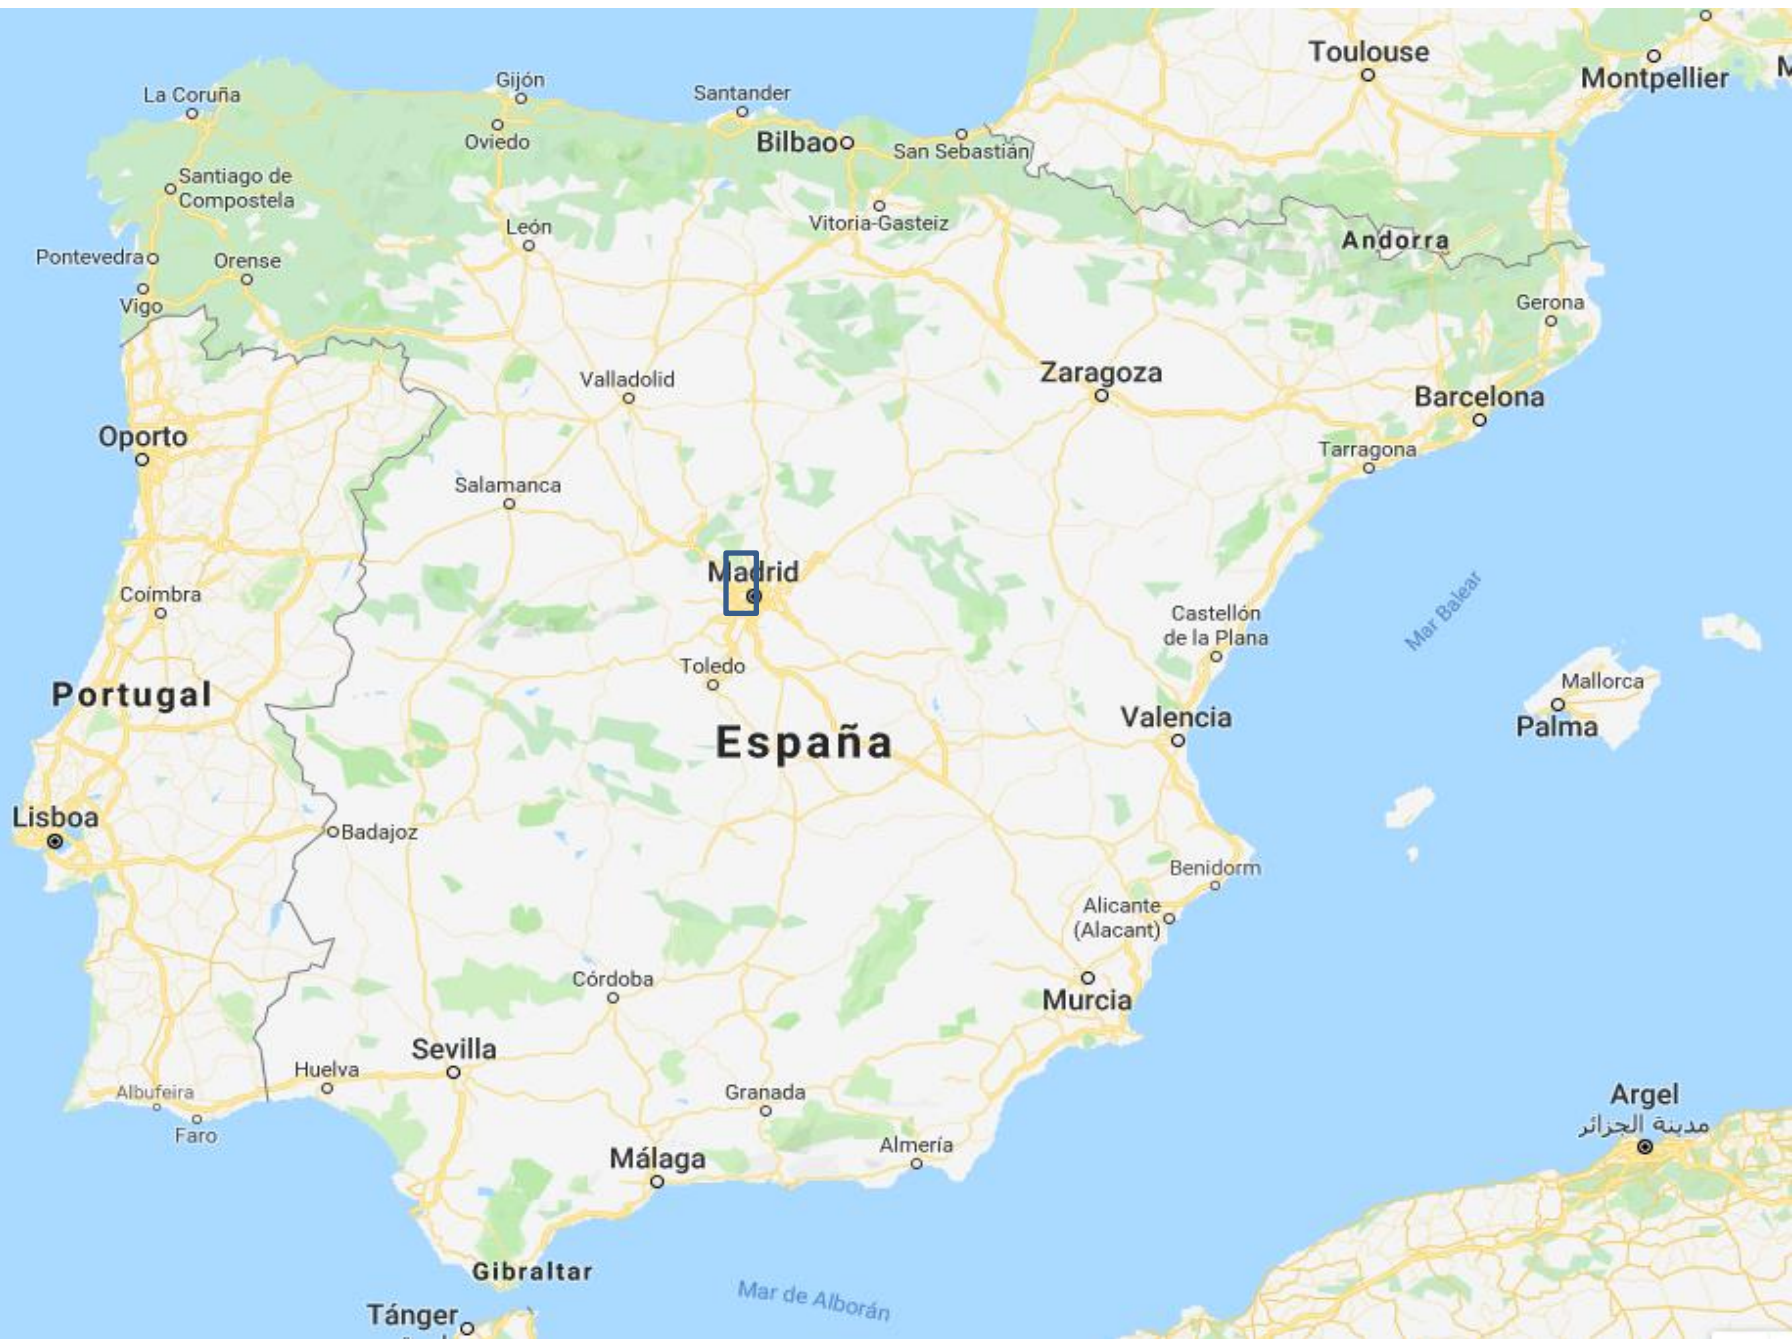 Toulouse
Montpellier
M
La Coruña
Gijón
Santander
Oviedo
Bilbao
San Sebastián
Santiago de
Compostela
Vitoria-Gasteiz
León
Andorra
Pontevedra
Orense
Vigo
Gerona
Valladolid
Zaragoza
Barcelona
Oporto
Tarragona
Salamanca
Madrid
Coímbra
Castellón
de la Plana
Mar Balear
Toledo
Mallorca
Palma
Portugal
Valencia
España
Lisboa
Badajoz
Benidorm
Alicante
(Alacant)
Córdoba
Murcia
Sevilla
Huelva
Albufeira
Granada
Argel
مدينة الجزائر
Faro
Almería
Málaga
Gibraltar
Mar de Alborán
Tánger